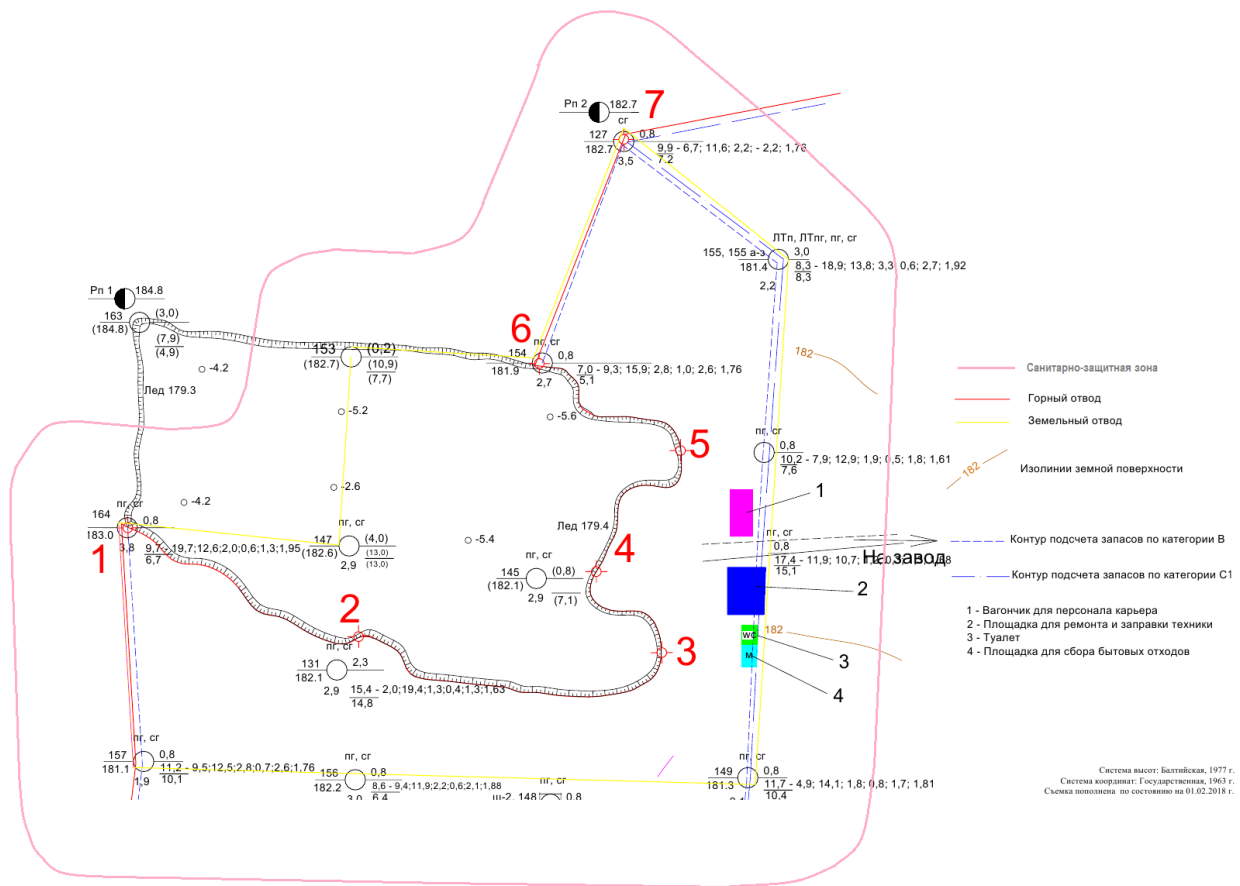 Рп 2 182.7
7
сг
127 0,8
182.7 9,9 - 6,7; 11,6; 2,2; - 2,2; 1,76
7.2
3,5
ЛТп, ЛТпг, пг, сг
155, 155 а-з 3,0
181.4 8,3 - 18,9; 13,8; 3,3 0,6; 2,7; 1,92
8,3
2,2
Рп 1 184.8
163 (3,0)
(184.8) (7,9)
(4,9)
-4.2
Лед 179.3
153 (0,2)
(182.7) (10,9)
(7,7)
6
пг, сг
154 0,8
181.9 7,0 - 9,3; 15,9; 2,8; 1,0; 2,6; 1,76
5,1
2,7
-5.2
-5.6
182
5
пг, сг
0,8
10,2 - 7,9; 12,9; 1,9; 0,5; 1,8; 1,61
7,6
-2.6
-4.2
1
пг, сг
164 0,8
183.0 9,7 - 19,7;12,6;2,0;0,6;1,3;1,95
6,7
3,8
1
пг, сг
147 (4,0)
(182.6) (13,0)
(13,0)
2,9
-5.4
Лед 179.4
4
пг, сг
145 (0,8)
(182.1) (7,1)
2,9
пг, сг
0,8
На завод
15,1
2
2
3
wc
м
182
3
4
пг, сг
131 2,3
182.1 15,4 - 2,0;19,4;1,3;0,4;1,3;1,63
14,8
2,9
пг, сг
157 0,8
181.1 11,2 - 9,5;12,5;2,8;0,7;2,6;1,76
10,1
1,9
пг, сг
156 0,8
182.2 8,6 - 9,4;11,9;2,2;0,6;2,1;1,88
6,4
3,0
пг, сг
ш-2, 148 0,8
пг, сг
149 0,8
181.3 11,7 - 4,9; 14,1; 1,8; 0,8; 1,7; 1,81
10,4
Санитарно-защитная зона
Горный отвод
Земельный отвод
182
Изолинии земной поверхности
Контур подсчета запасов по категории В
Контур подсчета запасов по категории С1
1 - Вагончик для персонала карьера
2 - Площадка для ремонта и заправки техники
3 - Туалет
4 - Площадка для сбора бытовых отходов
Система высот: Балтийская, 1977 г.
Система координат: Государственная, 1963 г.
Съемка пополнена по состоянию на 01.02.2018 г.